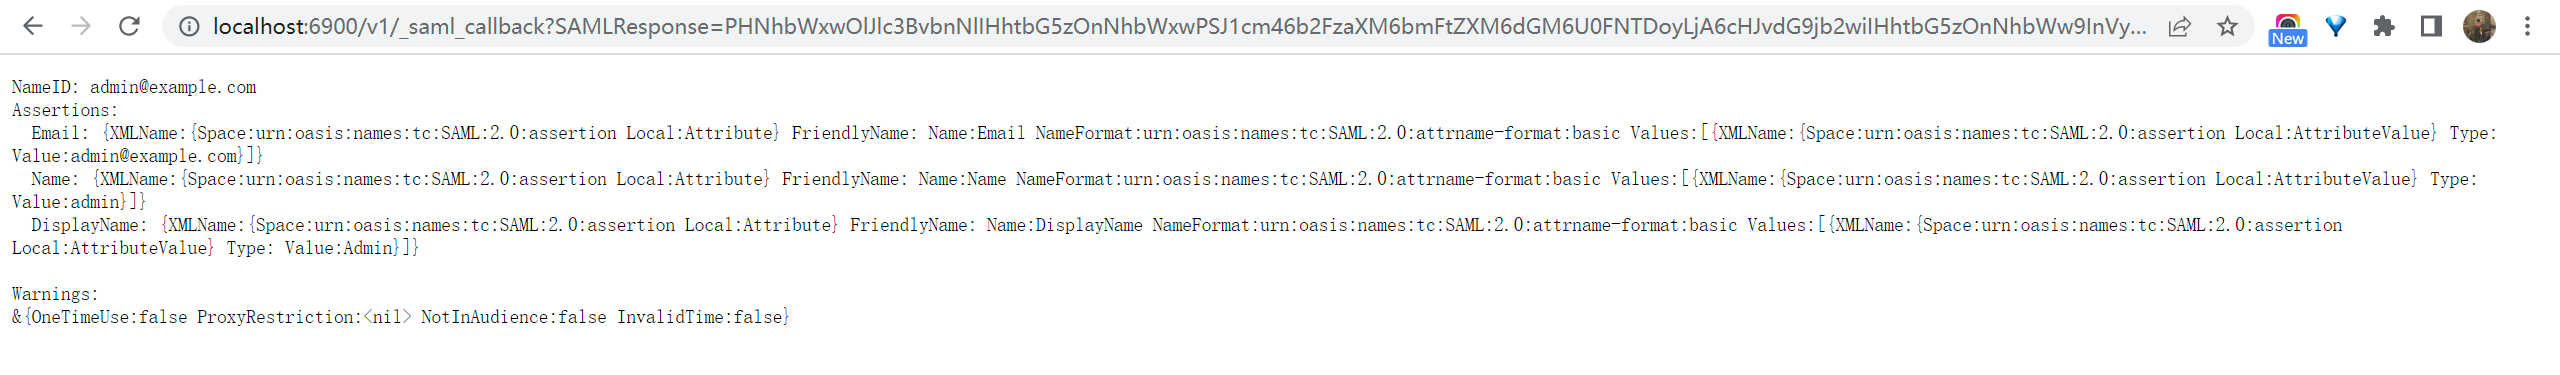 localhost:6900/v1/_saml_callback?SAMLResponse=PHNhbWxwOlJlc3BvbnNlIHhtbG5zOnNhbWxwPSJ1cm46b2FzaXM6bmFtZXM6dGM6U0FNTDoyLjA6cHJvdG9jb2wiIHhtbG5zOnNhbWw9InVy...
New
NameID: admin@example.com
Assertions:
Email: {XMLName:{Space:urn:oasis:names:tc:SAML:2.0:assertion Local:Attribute} FriendlyName: Name:Email NameFormat:urn:oasis:names:tc:SAML:2.0:attrname-format:basic Values:[{XMLName:{Space:urn:oasis:names:tc:SAML:2.0:assertion Local:AttributeValue} Type:
Value:admin@example.com}]}
Name: {XMLName:{Space:urn:oasis:names:tc:SAML:2.0:assertion Local:Attribute} FriendlyName: Name:Name NameFormat:urn:oasis:names:tc:SAML:2.0:attrname-format:basic Values:[{XMLName:{Space:urn:oasis:names:tc:SAML:2.0:assertion Local:AttributeValue} Type:
Value:admin}]}
DisplayName: {XMLName:{Space:urn:oasis:names:tc:SAML:2.0:assertion Local:Attribute} FriendlyName: Name:DisplayName NameFormat:urn:oasis:names:tc:SAML:2.0:attrname-format:basic Values:[{XMLName:{Space:urn:oasis:names:tc:SAML:2.0:assertion
Local:AttributeValue} Type: Value:Admin}]}
Warnings:
&{OneTimeUse:false ProxyRestriction:<nil> NotInAudience:false InvalidTime:false}